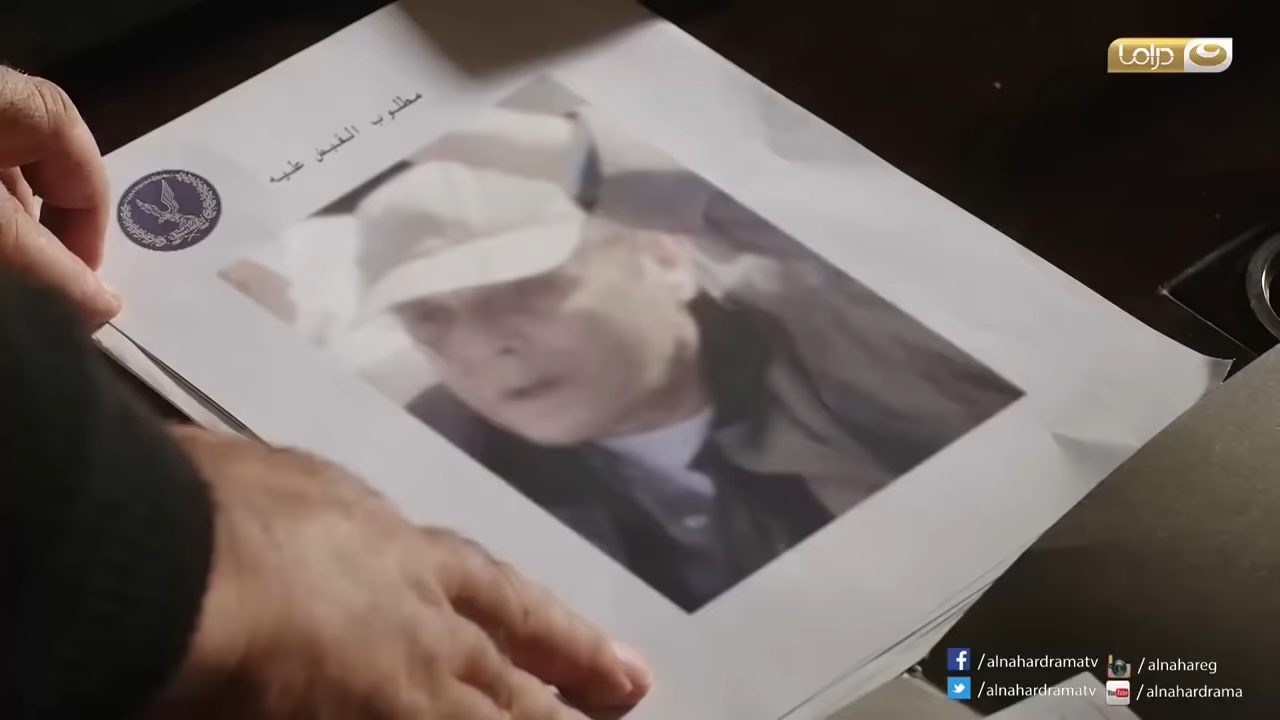 دراما
مطلوب القبض عليه
/alnahardramatv
/alnahareg
/alnahardramatv
/alnahardrama